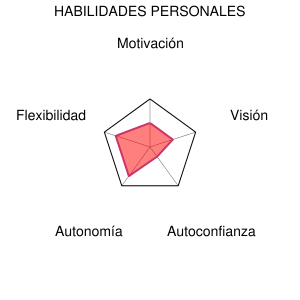 HABILIDADES PERSONALES
Motivación
Flexibilidad
Visión
Autonomía
Autoconfianza